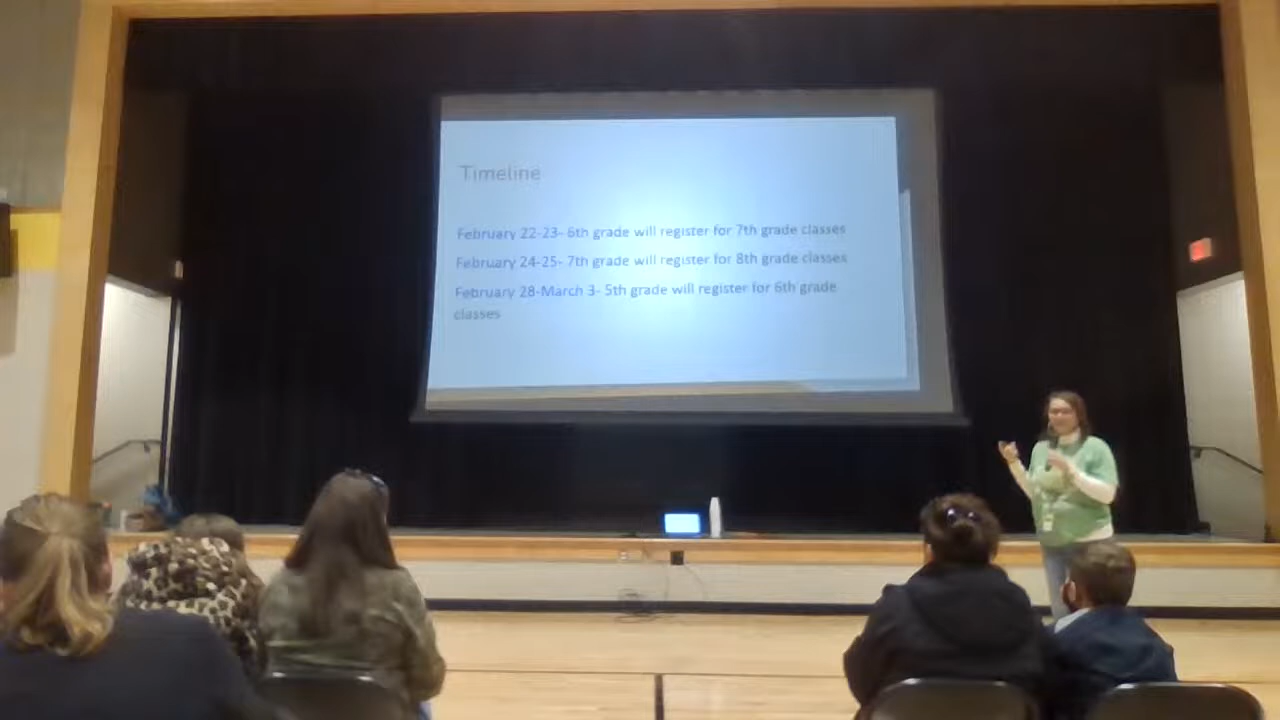 Timeline
February 22-23- 6th grade will register for 7th grade classes
February 24-25- 7th grade will register for 8th grade classes
February 28-March 3- 5th grade will register for 6th grade
classes